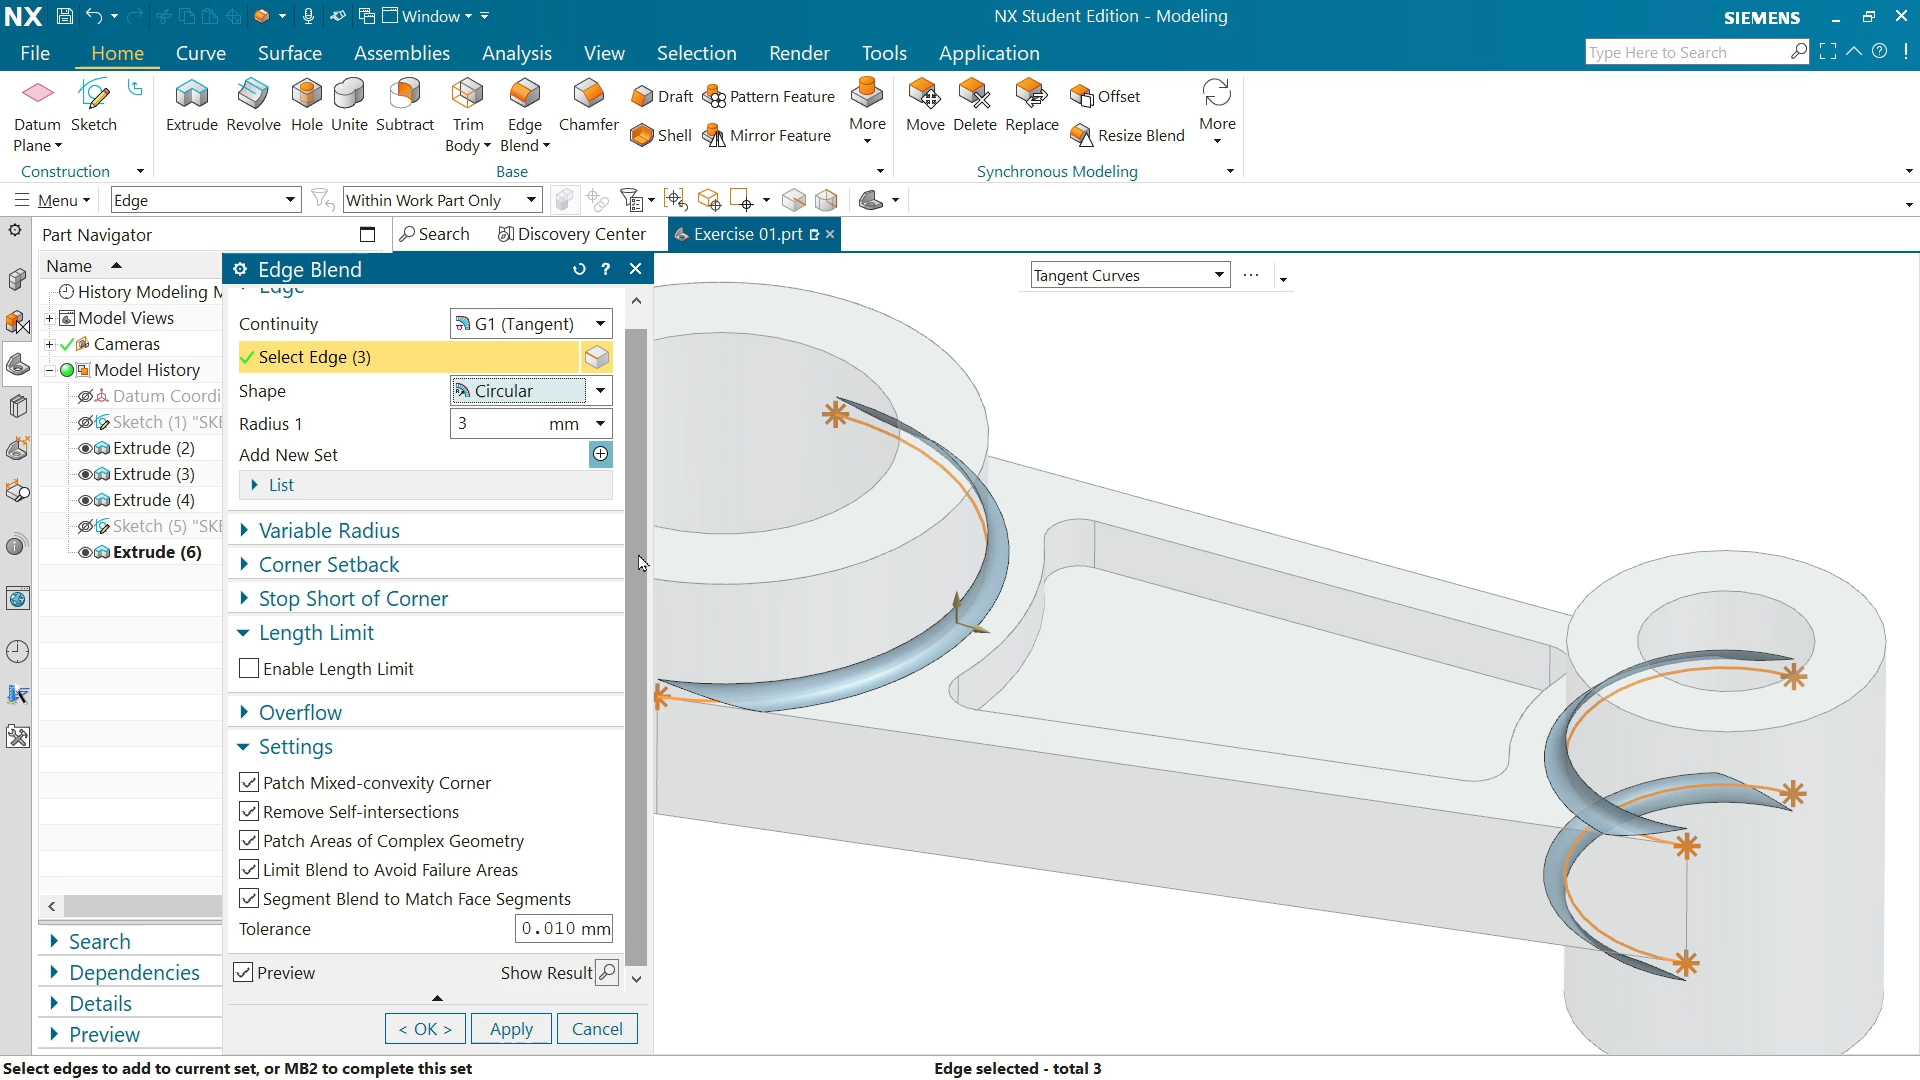 NX
Window
NX Student Edition - Modeling
SIEMENS
File
Home
Curve
Surface
Assemblies
Analysis
View
Selection
Render
Tools
Application
Type Here to Search
Datum Plane
Sketch
Extrude
Revolve
Hole
Unite
Subtract
Trim Body
Edge Blend
Chamfer
Draft
Pattern Feature
Shell
Mirror Feature
More
Move
Delete
Replace
Offset
Resize Blend
More
Construction
Base
Synchronous Modeling
Menu
Edge
Within Work Part Only
Part Navigator
Search
Discovery Center
Exercise 01.prt
Name
History Modeling M
Model Views
Cameras
Model History
Datum Coordi
Sketch (1) "SKE
Extrude (2)
Extrude (3)
Extrude (4)
Sketch (5) "SKE
Extrude (6)
Search
Dependencies
Details
Preview
Edge Blend
Edge
Continuity
G1 (Tangent)
Select Edge (3)
Shape
Circular
Radius 1
3 mm
Add New Set
List
Variable Radius
Corner Setback
Stop Short of Corner
Length Limit
Enable Length Limit
Overflow
Settings
Patch Mixed-convexity Corner
Remove Self-intersections
Patch Areas of Complex Geometry
Limit Blend to Avoid Failure Areas
Segment Blend to Match Face Segments
Tolerance
0.010 mm
Preview
Show Result
< OK >
Apply
Cancel
Tangent Curves
Select edges to add to current set, or MB2 to complete this set
Edge selected - total 3